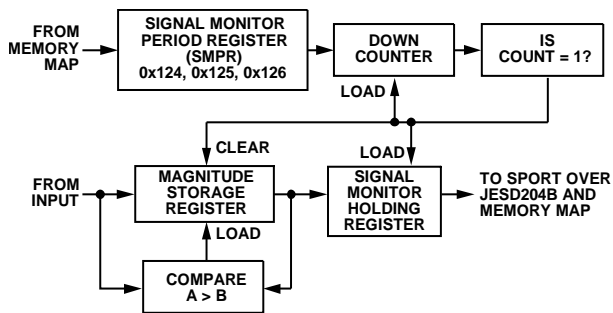 FROM
MEMORY
MAP
SIGNAL MONITOR
PERIOD REGISTER
(SMPR)
0x124, 0x125, 0x126
DOWN
COUNTER
IS
COUNT = 1?
LOAD
CLEAR
LOAD
FROM
INPUT
MAGNITUDE
STORAGE
REGISTER
SIGNAL
MONITOR
HOLDING
REGISTER
TO SPORT OVER
JESD204B AND
MEMORY MAP
LOAD
COMPARE
A > B